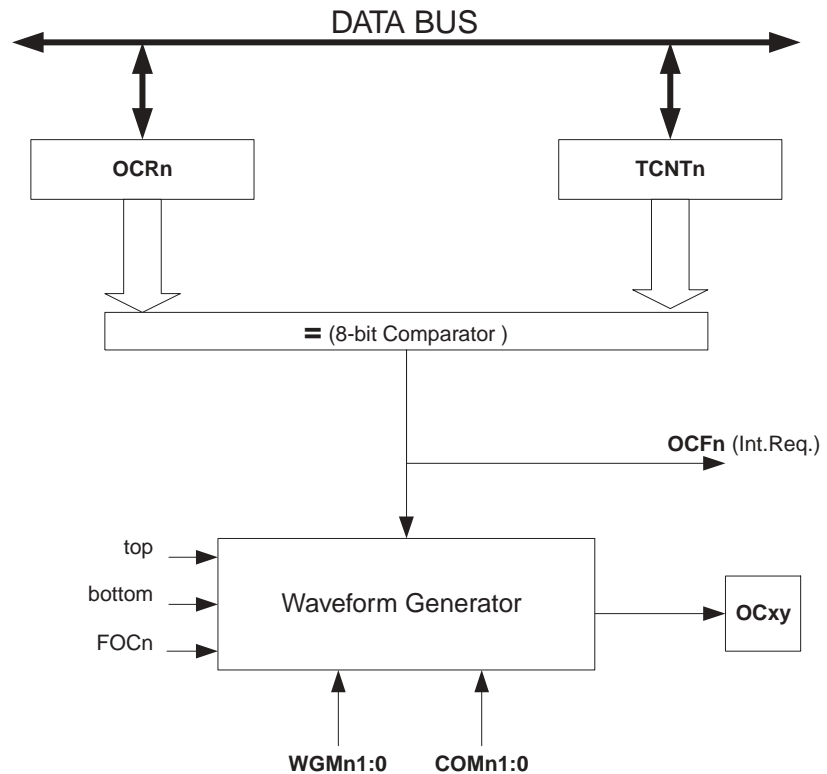 DATA BUS
OCRn
TCNTn
= (8-bit Comparator )
OCFn (Int.Req.)
top
bottom
FOCn
Waveform Generator
OCxy
WGMn1:0
COMn1:0